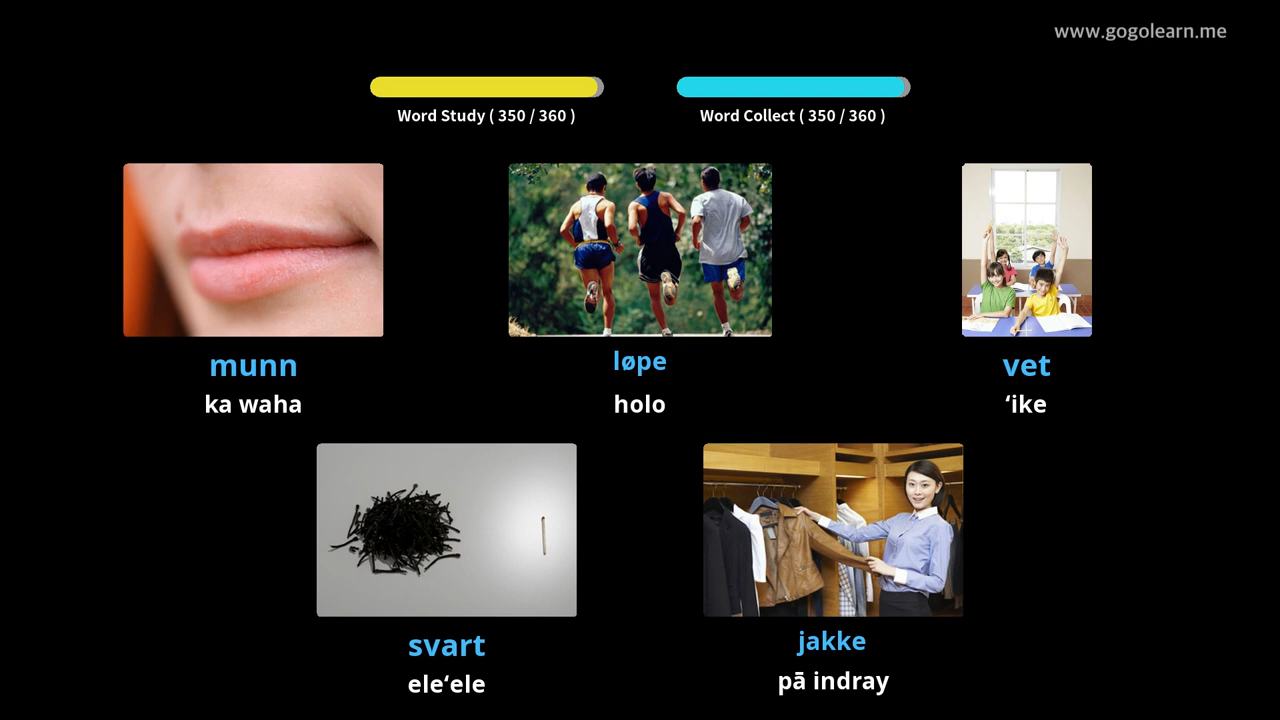 www.gogolearn.me
Word Study ( 350 / 360 )
Word Collect ( 350 / 360 )
munn
løpe
vet
ka waha
holo
ʻike
svart
jakke
eleʻele
pā indray